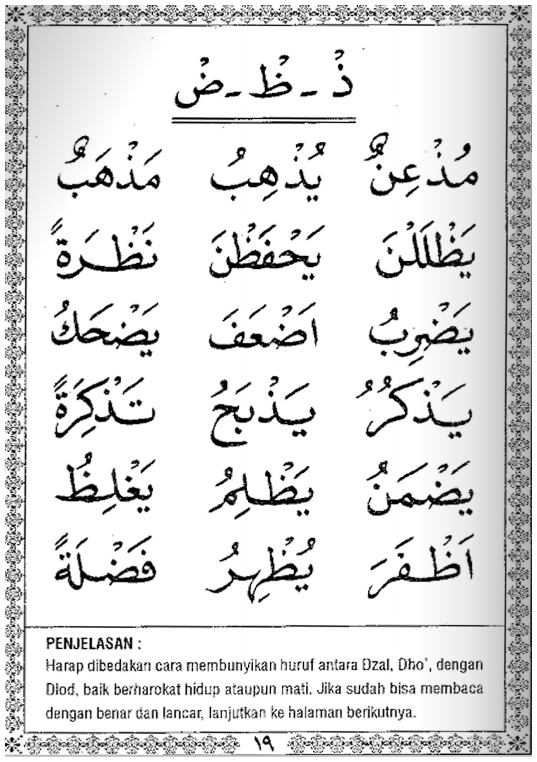 ذْ - ظْ - ضْ
مُذْعِنٌ يُذْهِبُ مَذْهَبٌ
يَظْلَلْنَ يَحْفَظْنَ نَظْرَةً
يَضْرِبُ اَضْعَفَ يَضْحَكُ
يَذْكُرُ يَذْبَحُ تَذْكِرَةً
يَضْمَنُ يَظْلِمُ يَغْلِظُ
اَظْفَرَ يُظْهِرُ فَضْلَةً
PENJELASAN :
Harap dibedakan cara membunyikan huruf antara Dzal, Dho', dengan
Dlod, baik berharokat hidup ataupun mati. Jika sudah bisa membaca
dengan benar dan lancar, lanjutkan ke halaman berikutnya.
١٩